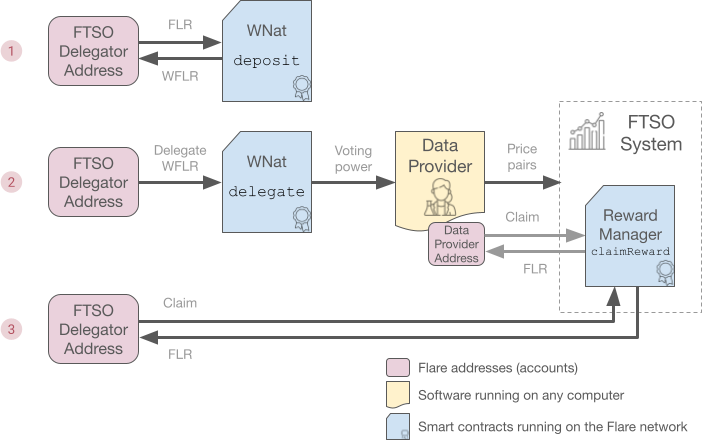 1
FTSO
Delegator
Address
FLR
WFLR
WNat
deposit
2
FTSO
Delegator
Address
Delegate
WFLR
WNat
delegate
Voting
power
Data
Provider
Price
pairs
FTSO
System
Data
Provider
Address
Claim
FLR
Reward
Manager
claimReward
3
FTSO
Delegator
Address
Claim
FLR
Flare addresses (accounts)
Software running on any computer
Smart contracts running on the Flare network